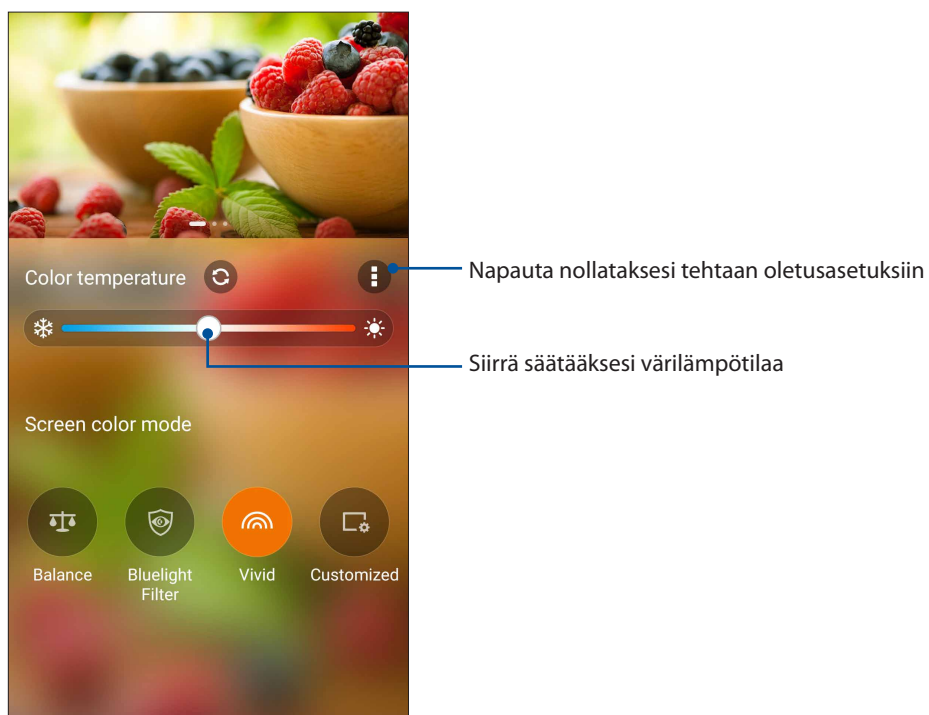 Color temperature
Napauta nollataksesi tehtaan oletusasetuksiin
Siirrä säätääksesi värilämpötilaa
Screen color mode
Balance
Bluelight
Filter
Vivid
Customized